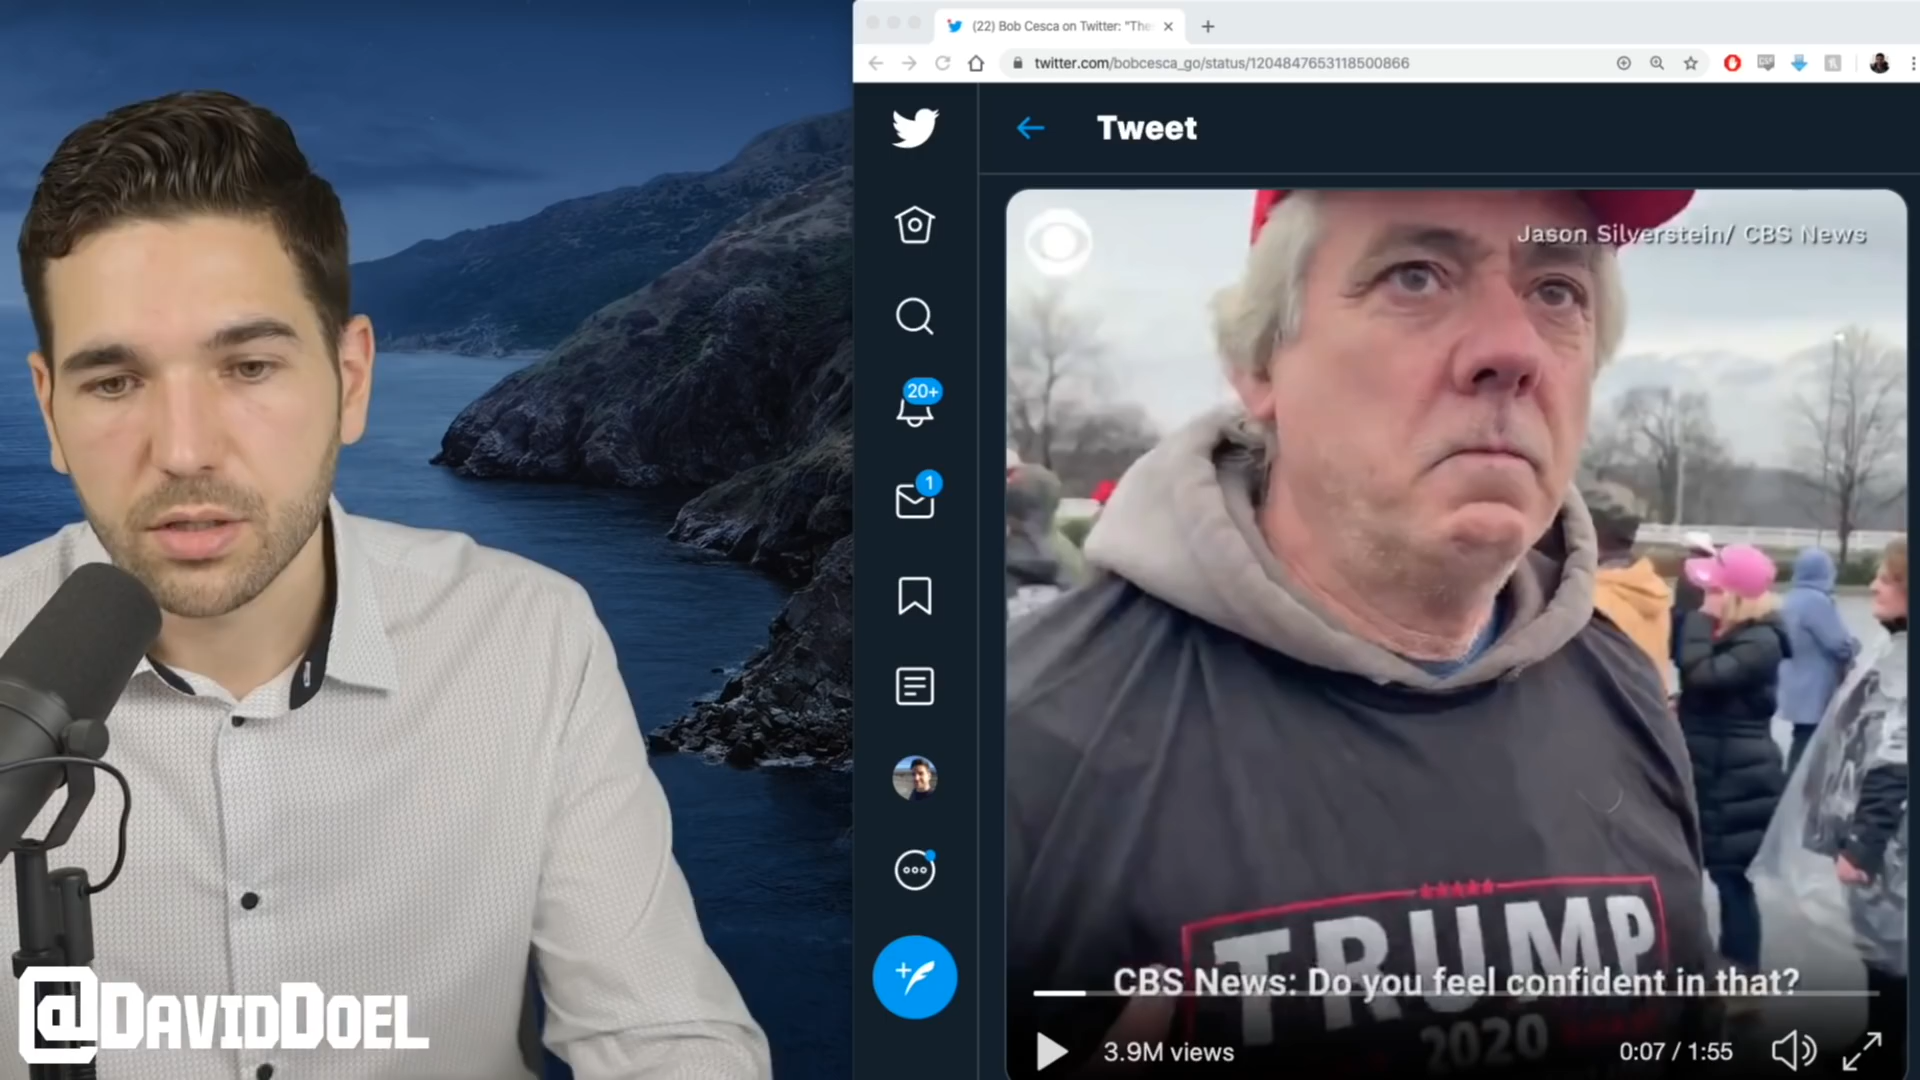 (22) Bob Cesca on Twitter: "The
twitter.com/bobcesca_go/status/1204847653118500866
Tweet
Jason Silverstein/ CBS News
20+
1
TRUMP
2020
CBS News: Do you feel confident in that?
3.9M views
0:07 / 1:55
@DAVIDDOEL